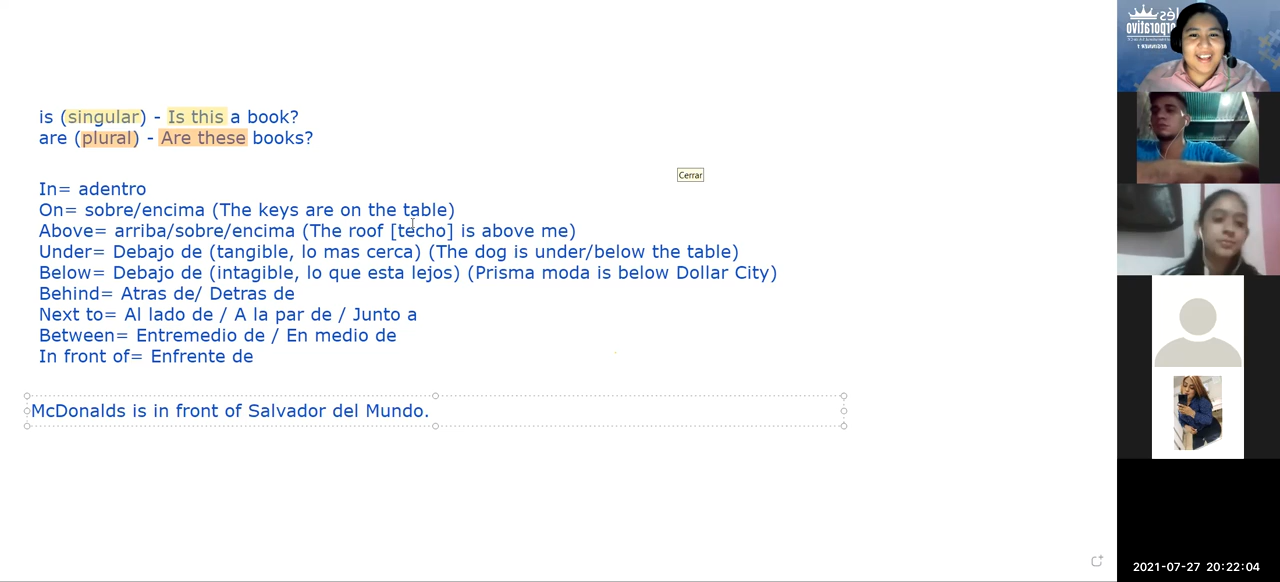 is (singular) - Is this a book?
are (plural) - Are these books?
Cerrar
In= adentro
On= sobre/encima (The keys are on the table)
Above= arriba/sobre/encima (The roof [techo] is above me)
Under= Debajo de (tangible, lo mas cerca) (The dog is under/below the table)
Below= Debajo de (intagible, lo que esta lejos) (Prisma moda is below Dollar City)
Behind= Atras de/ Detras de
Next to= Al lado de / A la par de / Junto a
Between= Entremedio de / En medio de
In front of= Enfrente de
McDonalds is in front of Salvador del Mundo.
2021-07-27 20:22:04